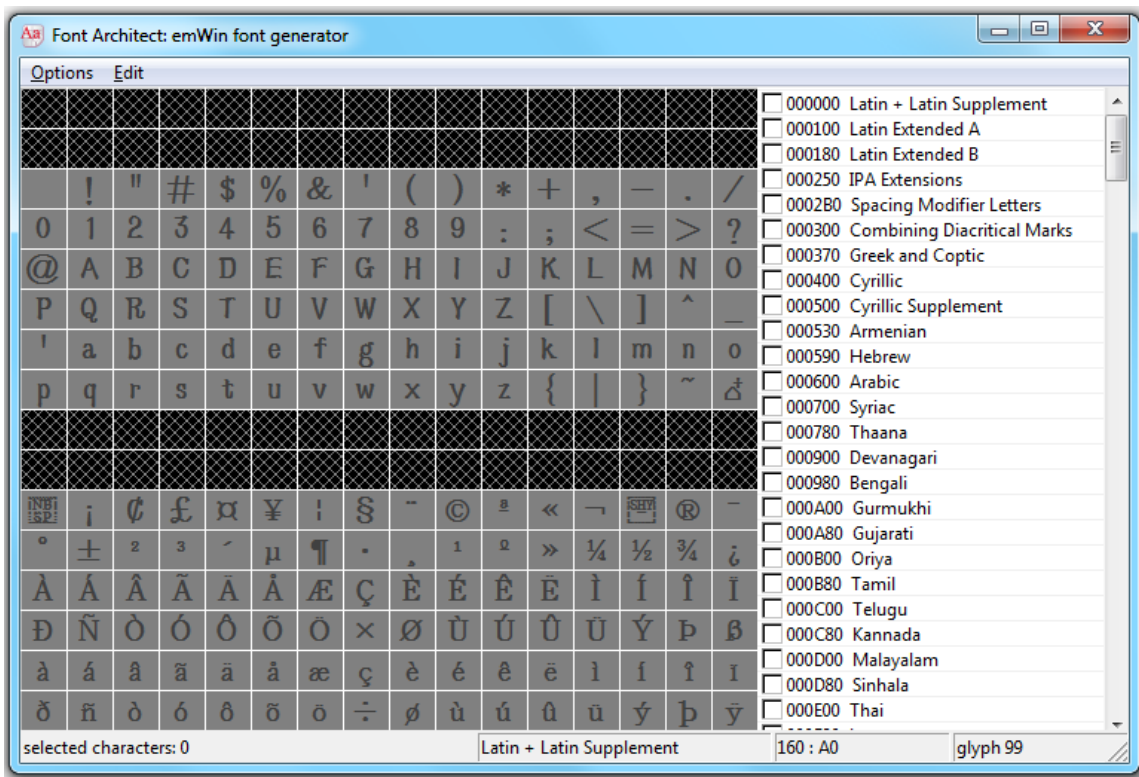 Font Architect: emWin font generator
Options Edit
! " # $ % & ' ( ) * + , − . /
0 1 2 3 4 5 6 7 8 9 : ; < = > ?
@ A B C D E F G H I J K L M N O
P Q R S T U V W X Y Z [ \ ] ^ _
' a b c d e f g h i j k l m n o
p q r s t u v w x y z { | } ~
NB SP ¡ ₵ £ ¤ ¥ ¦ § ¨ © ª « ¬ SHY ® ¯
° ± ² ³ ´ µ ¶ · ¸ ¹ º » ¼ ½ ¾ ¿
À Á Â Ã Ä Å Æ Ç È É Ê Ë Ì Í Î Ï
Ð Ñ Ò Ó Ô Õ Ö × Ø Ù Ú Û Ü Ý Þ ß
à á â ã ä å æ ç è é ê ë ì í î ï
ð ñ ò ó ô õ ö ÷ ø ù ú û ü ý þ ÿ
000000 Latin + Latin Supplement
000100 Latin Extended A
000180 Latin Extended B
000250 IPA Extensions
0002B0 Spacing Modifier Letters
000300 Combining Diacritical Marks
000370 Greek and Coptic
000400 Cyrillic
000500 Cyrillic Supplement
000530 Armenian
000590 Hebrew
000600 Arabic
000700 Syriac
000780 Thaana
000900 Devanagari
000980 Bengali
000A00 Gurmukhi
000A80 Gujarati
000B00 Oriya
000B80 Tamil
000C00 Telugu
000C80 Kannada
000D00 Malayalam
000D80 Sinhala
000E00 Thai
selected characters: 0 Latin + Latin Supplement 160 : A0 glyph 99